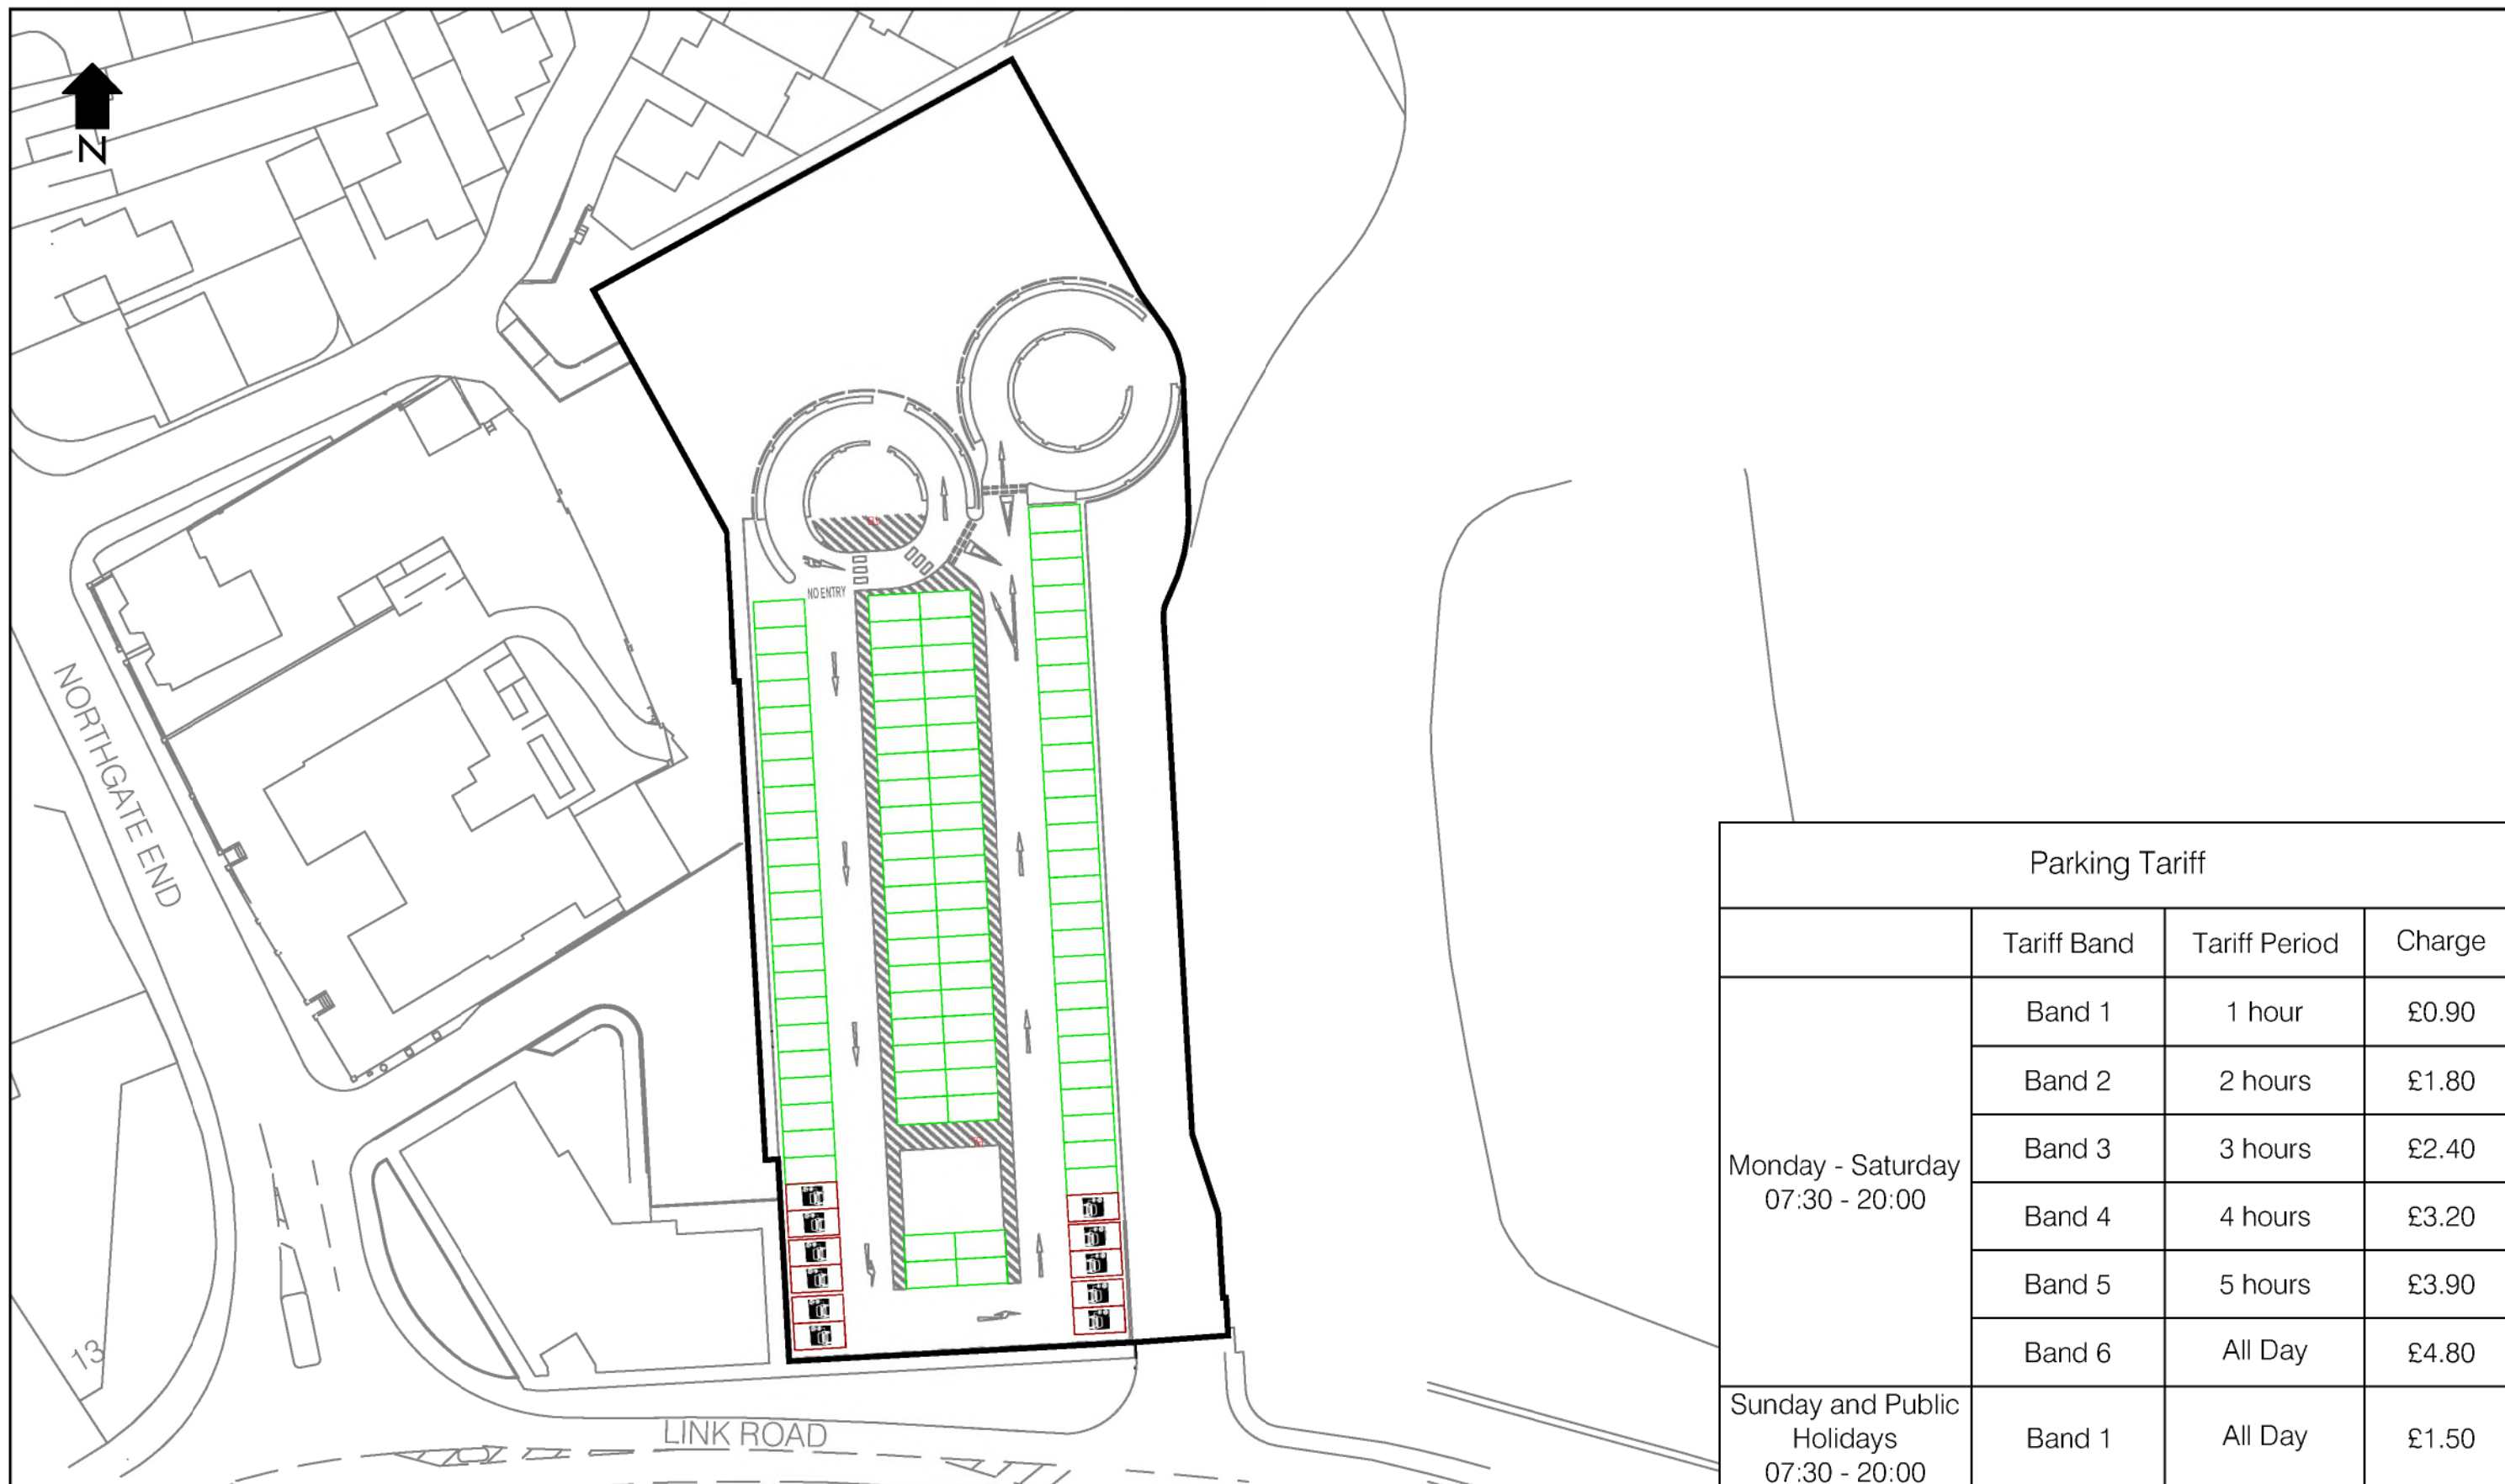 N
NO ENTRY
NORTHGATE END
13
LINK ROAD
Parking Tariff
Tariff Band Tariff Period Charge
Monday - Saturday
07:30 - 20:00
Band 1 1 hour £0.90
Band 2 2 hours £1.80
Band 3 3 hours £2.40
Band 4 4 hours £3.20
Band 5 5 hours £3.90
Band 6 All Day £4.80
Sunday and Public
Holidays
07:30 - 20:00
Band 1 All Day £1.50